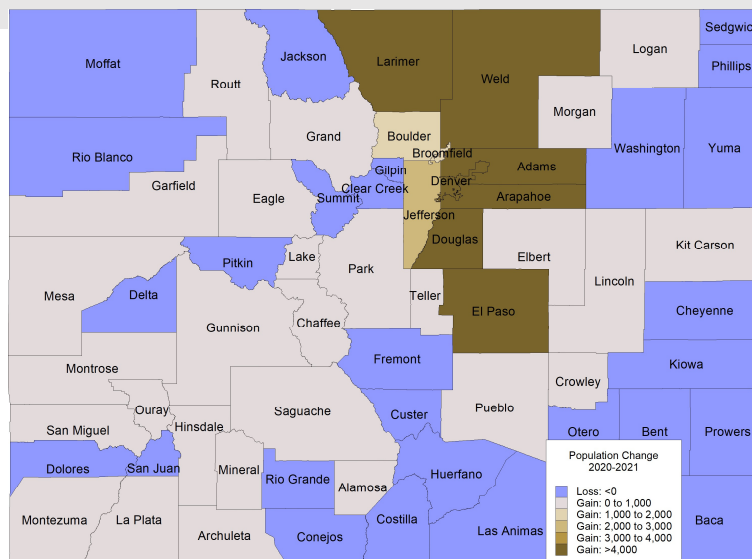 Sedgwic
Jackson
Logan
Moffat
Larimer
Phillips
Weld
Routt
Morgan
Grand
Boulder
Washington
Yuma
Rio Blanco
Broomfield
Gilpin
Adams
Garfield
Denver
Clear Creek
Eagle
Summit
Arapahoe
Jefferson
Douglas
Kit Carson
Lake
Elbert
Pitkin
Park
Lincoln
Mesa
Delta
Teller
El Paso
Cheyenne
Chaffee
Gunnison
Fremont
Kiowa
Montrose
Crowley
Ouray
Saguache
Pueblo
Custer
Hinsdale
San Miguel
Otero
Bent
Prowers
Dolores
San Juan
Mineral
Rio Grande
Alamosa
Huerfano
Montezuma
La Plata
Costilla
Las Animas
Baca
Archuleta
Conejos
Population Change
2020-2021
Loss: <0
Gain: 0 to 1,000
Gain: 1,000 to 2,000
Gain: 2,000 to 3,000
Gain: 3,000 to 4,000
Gain: >4,000